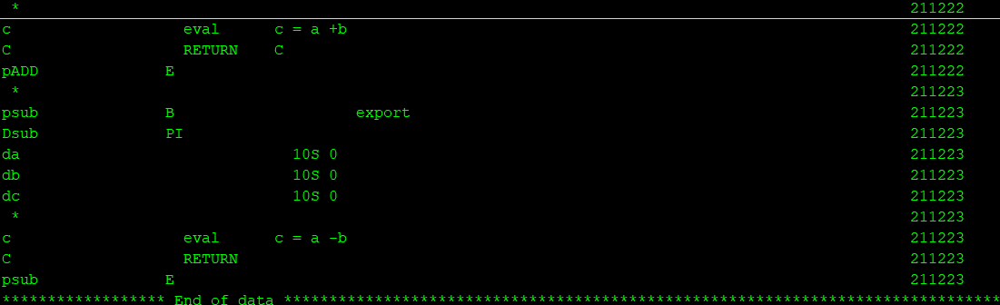 *                                                                                                   211222
c                   eval      c = a +b                                                              211222
C                   RETURN    C                                                                     211222
pADD              E                                                                                 211222
 *                                                                                                  211223
psub              B                    export                                                       211223
Dsub              PI                                                                                211223
da                              10S 0                                                               211223
db                              10S 0                                                               211223
dc                              10S 0                                                               211223
 *                                                                                                  211223
c                   eval      c = a -b                                                              211223
C                   RETURN                                                                          211223
psub              E                                                                                 211223
****************** End of data *******************************************************************************